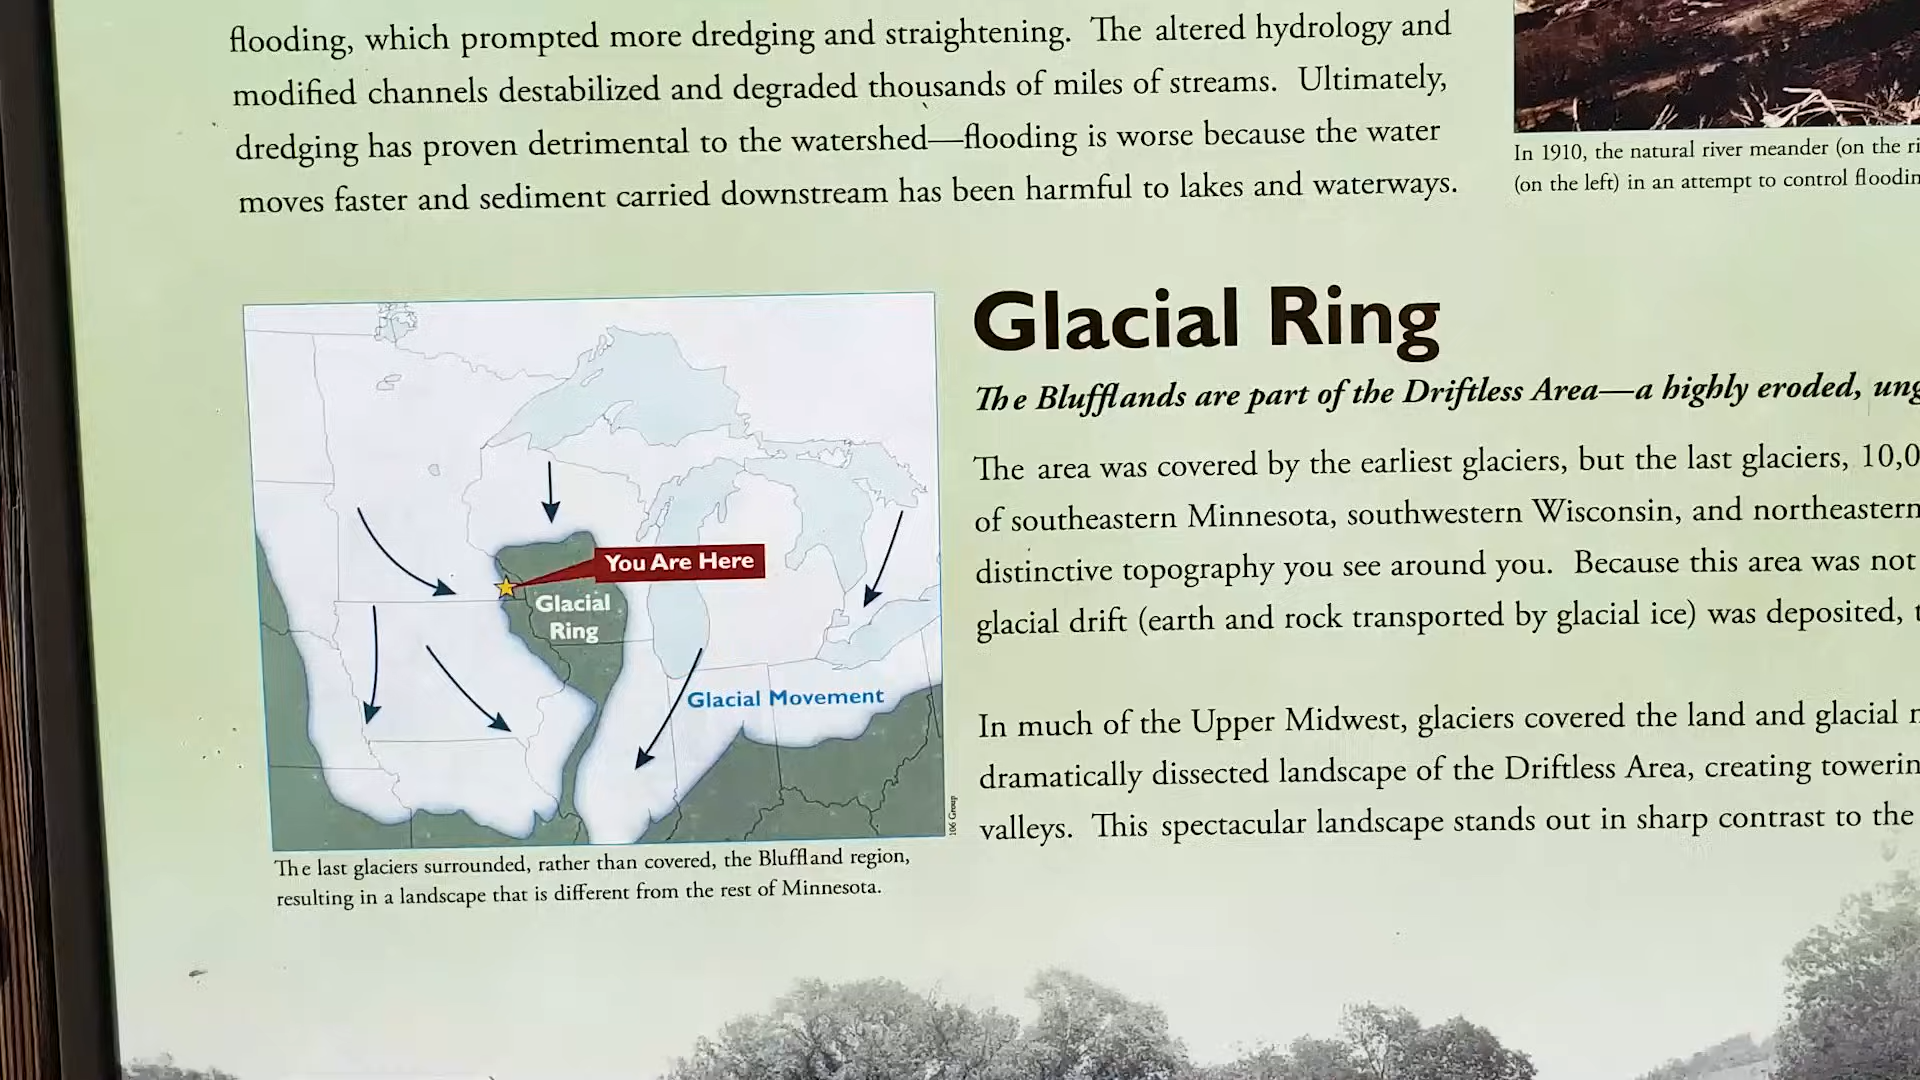 flooding, which prompted more dredging and straightening. The altered hydrology and
modified channels destabilized and degraded thousands of miles of streams. Ultimately,
dredging has proven detrimental to the watershed—flooding is worse because the water
moves faster and sediment carried downstream has been harmful to lakes and waterways.
In 1910, the natural river meander (on the
(on the left) in an attempt to control
Glacial Ring
The Blufflands are part of the Driftless Area—a highly eroded,
The area was covered by the earliest glaciers, but the last glaciers,
of southeastern Minnesota, southwestern Wisconsin, and northeastern
distinctive topography you see around you. Because this area was not
glacial drift (earth and rock transported by glacial ice) was deposited,
In much of the Upper Midwest, glaciers covered the land and glacial
dramatically dissected landscape of the Driftless Area, creating
valleys. This spectacular landscape stands out in sharp contrast to the
You Are Here
Glacial
Ring
Glacial Movement
106 Group
The last glaciers surrounded, rather than covered, the Bluffland region,
resulting in a landscape that is different from the rest of Minnesota.